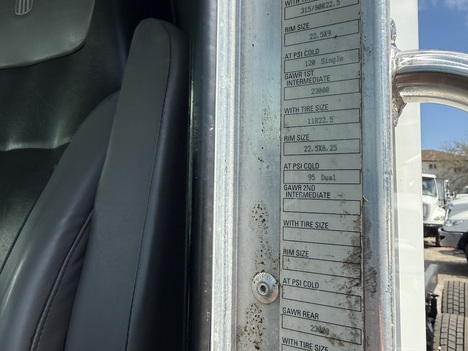 WITH TIRE SIZE
315/80R22.5
RIM SIZE
22.5X9
AT PSI COLD
120 Single
GAWR 1ST
INTERMEDIATE
23000
WITH TIRE SIZE
11R22.5
RIM SIZE
22.5X8.25
AT PSI COLD
95 Dual
GAWR 2ND
INTERMEDIATE
WITH TIRE SIZE
RIM SIZE
AT PSI COLD
GAWR REAR
23000
WITH TIRE SIZE